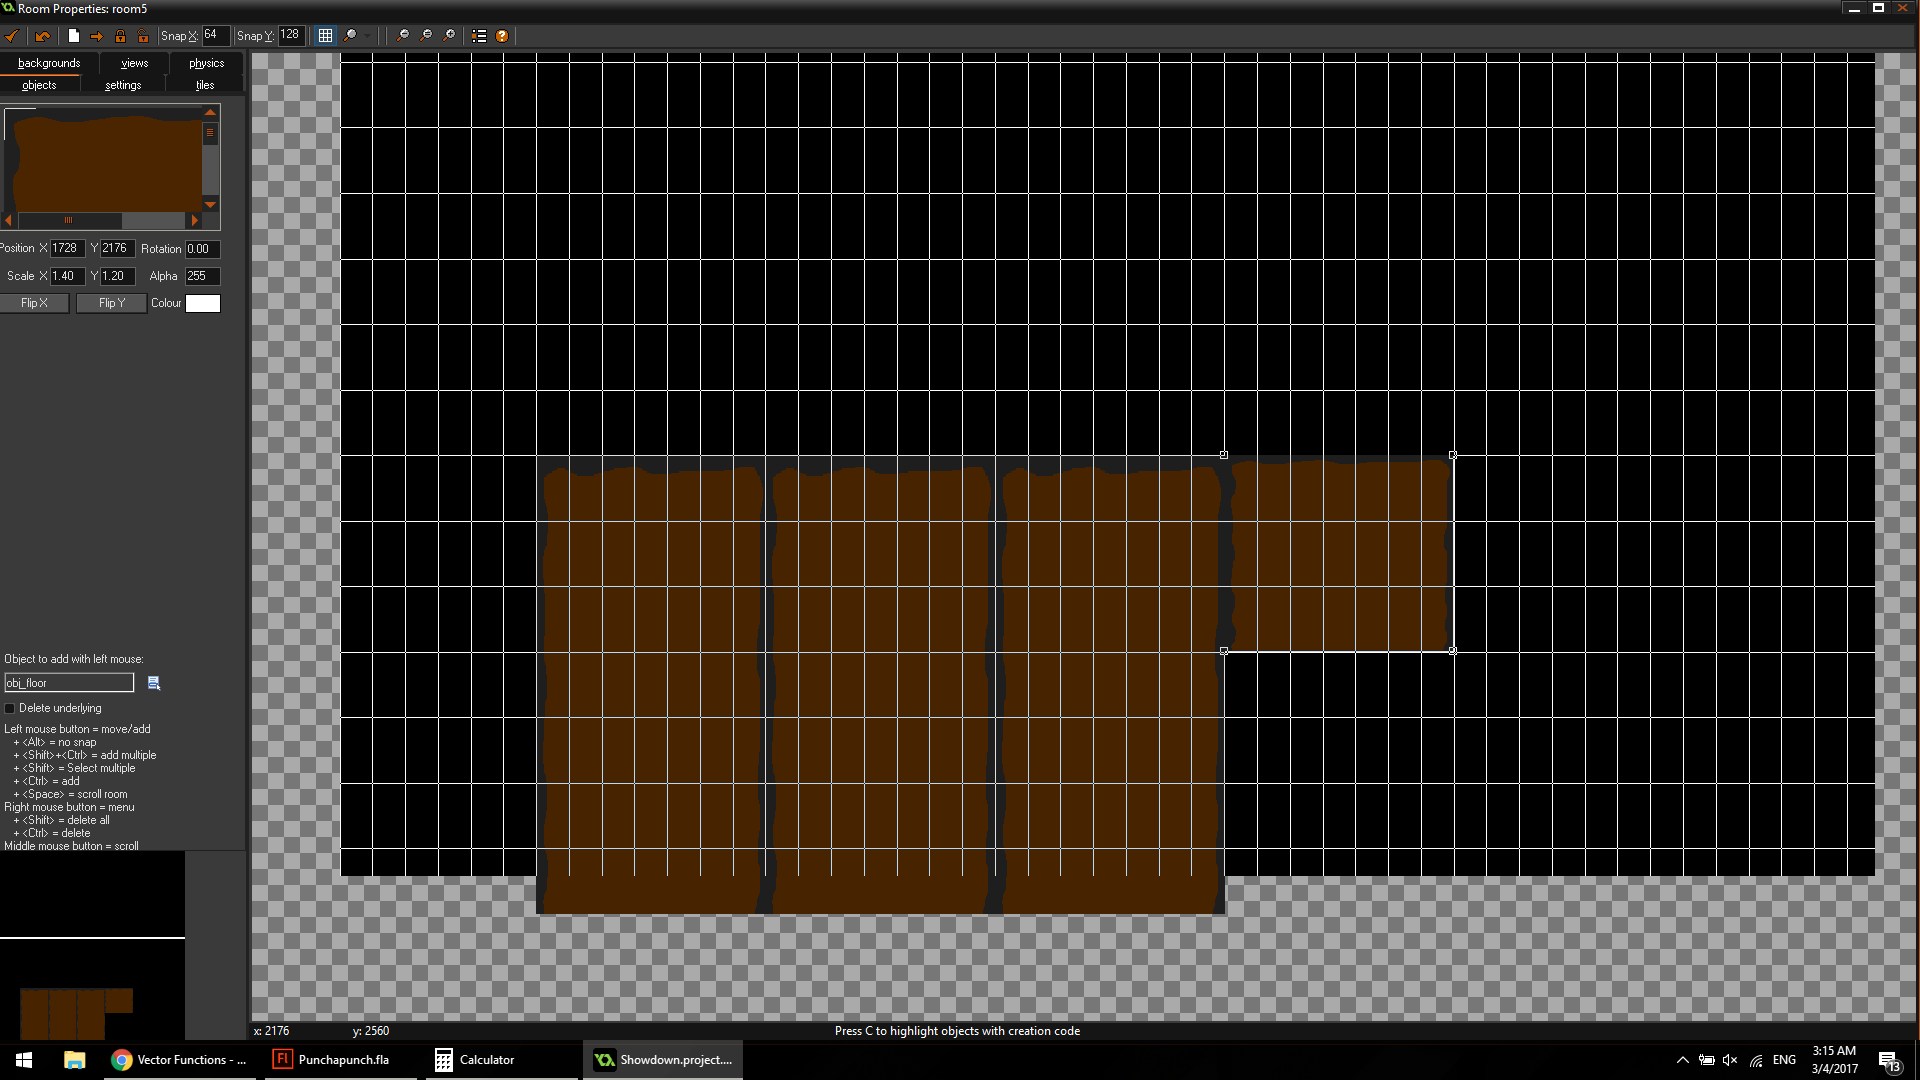 Room Properties: room5
Snap X: 64 Snap Y: 128
backgrounds views physics
objects settings tiles
Position X 1728 Y 2176 Rotation 0.00
Scale X 1.40 Y 1.20 Alpha 255
Flip X Flip Y Colour
Object to add with left mouse:
obj_floor
Delete underlying
Left mouse button = move/add
+ <Alt> = no snap
+ <Shift>+<Ctrl> = add multiple
+ <Shift> = Select multiple
+ <Ctrl> = add
+ <Space> = scroll room
Right mouse button = menu
+ <Shift> = delete all
+ <Ctrl> = delete
Middle mouse button = scroll
x: 2176 y: 2560 Press C to highlight objects with creation code
Vector Functions - ... Fl Punchapunch.fla Calculator Showdown.project.... ENG 3:15 AM 13
3/4/2017